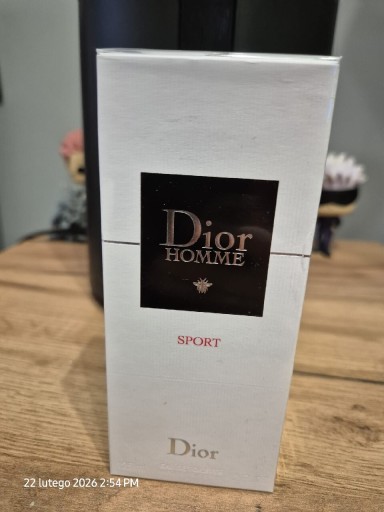 Dior
HOMME
SPORT
Dior
22 lutego 2026 2:54 PM